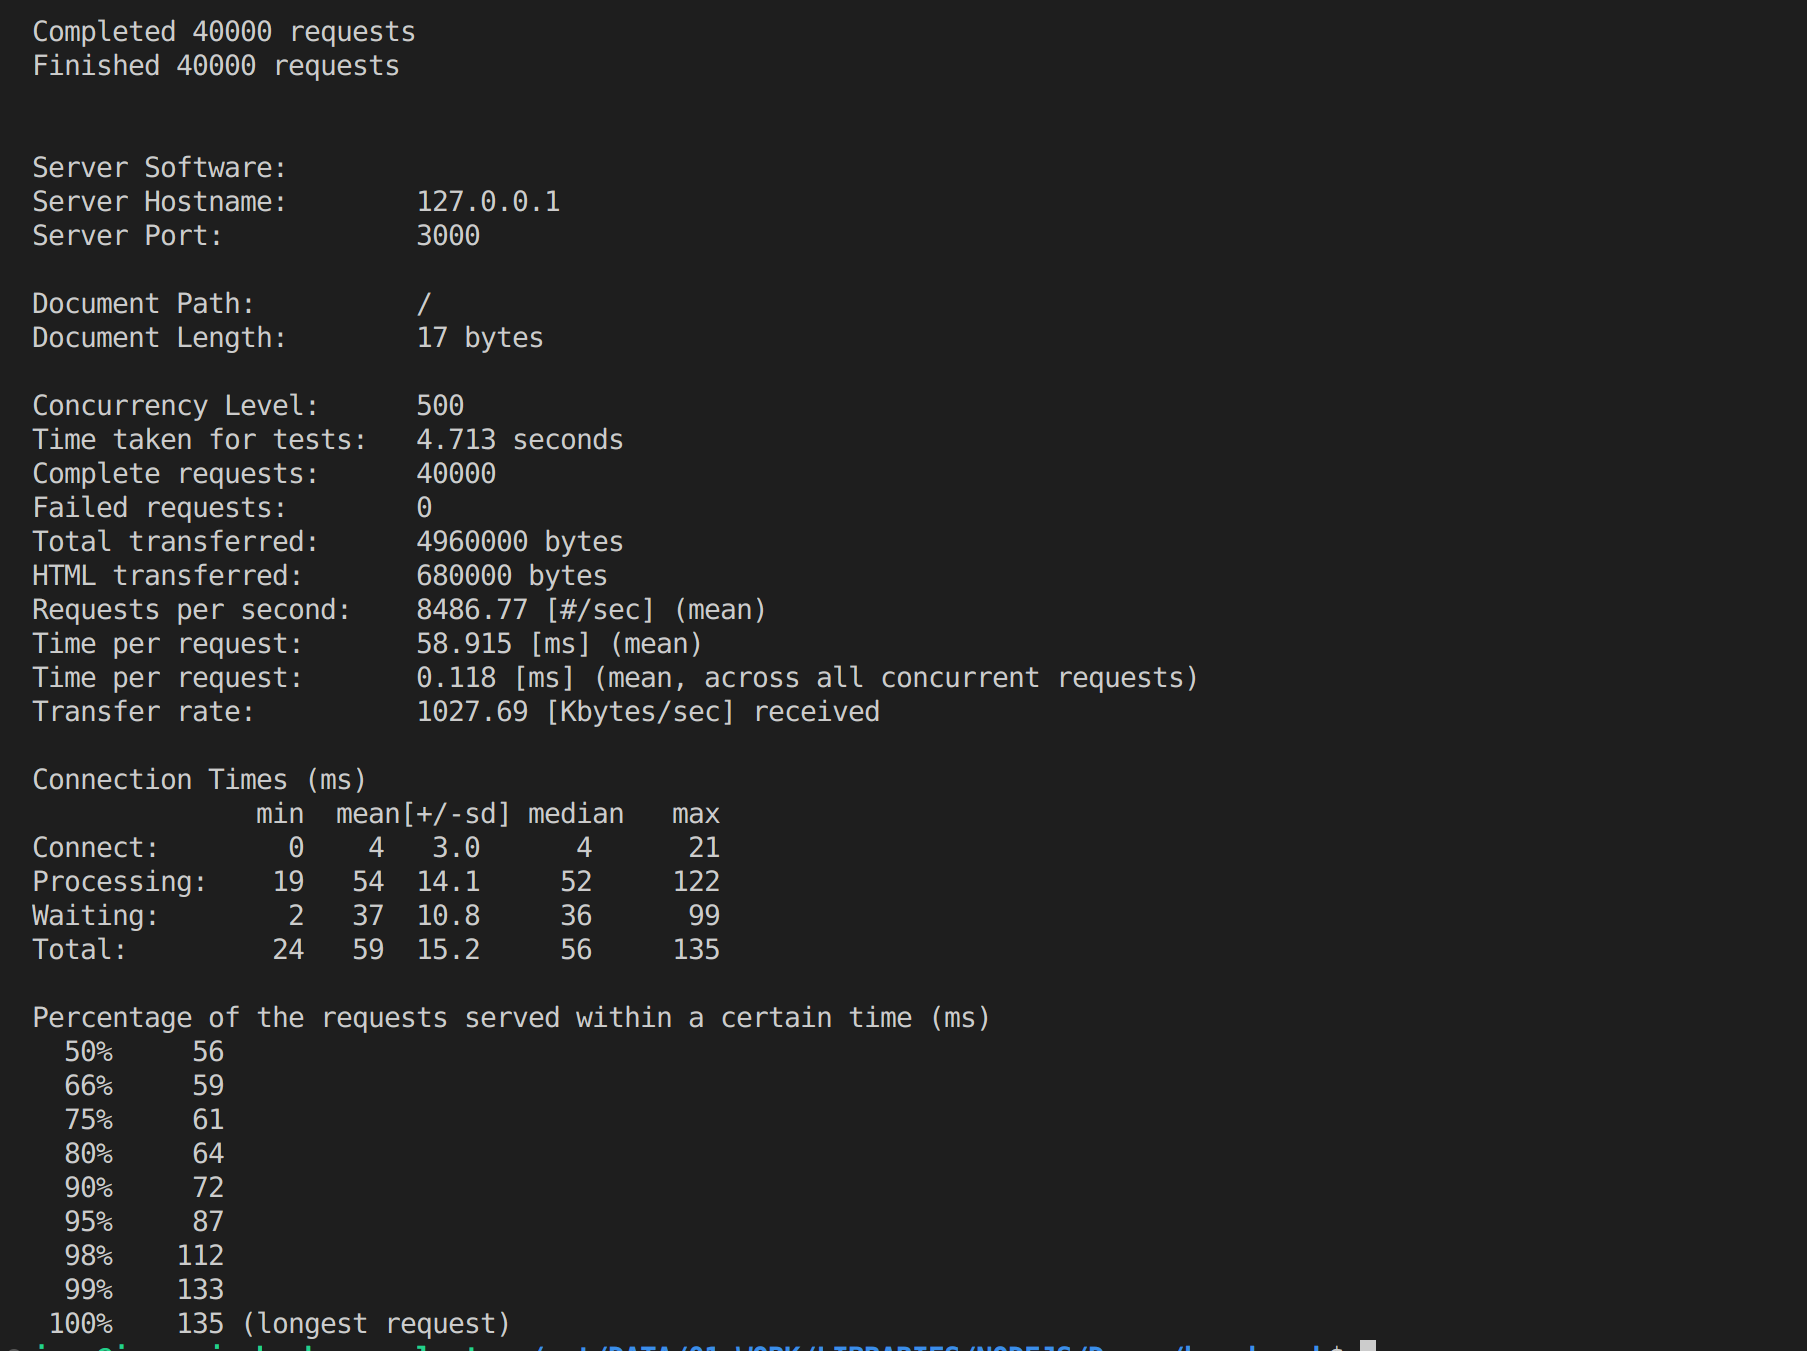 Completed 40000 requests
Finished 40000 requests
Server Software:
Server Hostname:        127.0.0.1
Server Port:            3000
Document Path:          /
Document Length:        17 bytes
Concurrency Level:      500
Time taken for tests:   4.713 seconds
Complete requests:      40000
Failed requests:        0
Total transferred:      4960000 bytes
HTML transferred:       680000 bytes
Requests per second:    8486.77 [#/sec] (mean)
Time per request:       58.915 [ms] (mean)
Time per request:       0.118 [ms] (mean, across all concurrent requests)
Transfer rate:          1027.69 [Kbytes/sec] received
Connection Times (ms)
              min  mean[+/-sd] median   max
Connect:        0    4   3.0      4      21
Processing:    19   54  14.1     52     122
Waiting:        2   37  10.8     36      99
Total:         24   59  15.2     56     135
Percentage of the requests served within a certain time (ms)
  50%     56
  66%     59
  75%     61
  80%     64
  90%     72
  95%     87
  98%    112
  99%    133
 100%    135 (longest request)